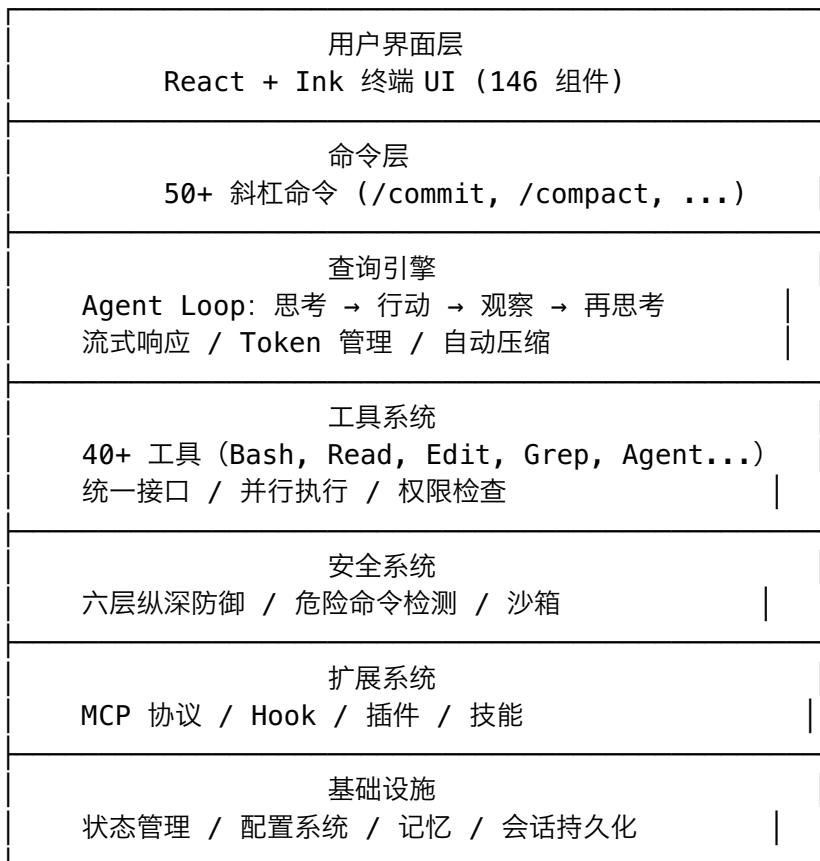 用户界面层
React + Ink 终端 UI (146 组件)
命令层
50+ 斜杠命令 (/commit, /compact, ...)
查询引擎
Agent Loop: 思考 → 行动 → 观察 → 再思考
流式响应 / Token 管理 / 自动压缩
工具系统
40+ 工具（Bash, Read, Edit, Grep, Agent...）
统一接口 / 并行执行 / 权限检查
安全系统
六层纵深防御 / 危险命令检测 / 沙箱
扩展系统
MCP 协议 / Hook / 插件 / 技能
基础设施
状态管理 / 配置系统 / 记忆 / 会话持久化